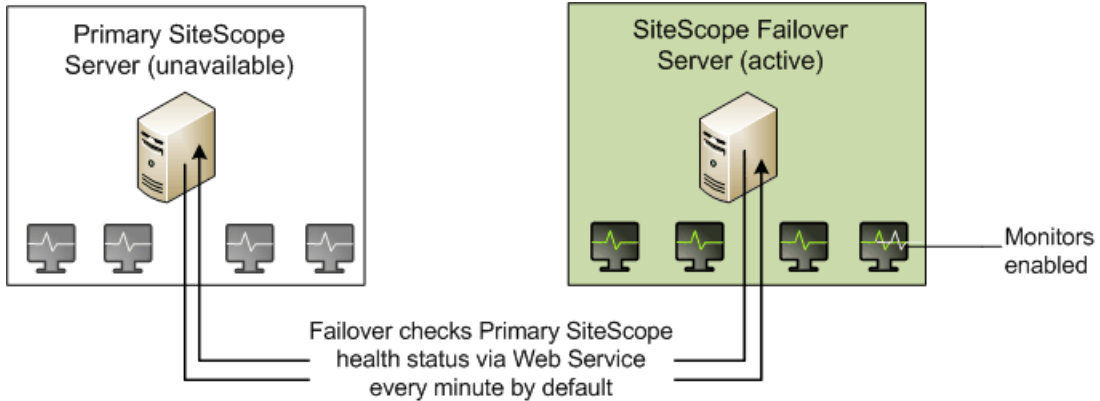 Primary SiteScope
Server (unavailable)
SiteScope Failover
Server (active)
Monitors
enabled
Failover checks Primary SiteScope
health status via Web Service
every minute by default